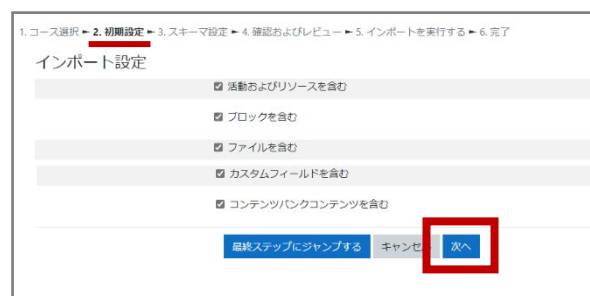 1. コース選択 ► 2. 初期設定 ► 3. スキーマ設定 ► 4. 確認およびレビュー ► 5. インポートを実行する ► 6. 完了
インポート設定
活動およびリソースを含む
ブロックを含む
ファイルを含む
カスタムフィールドを含む
コンテンツバンクコンテンツを含む
最終ステップにジャンプする キャンセル 次へ